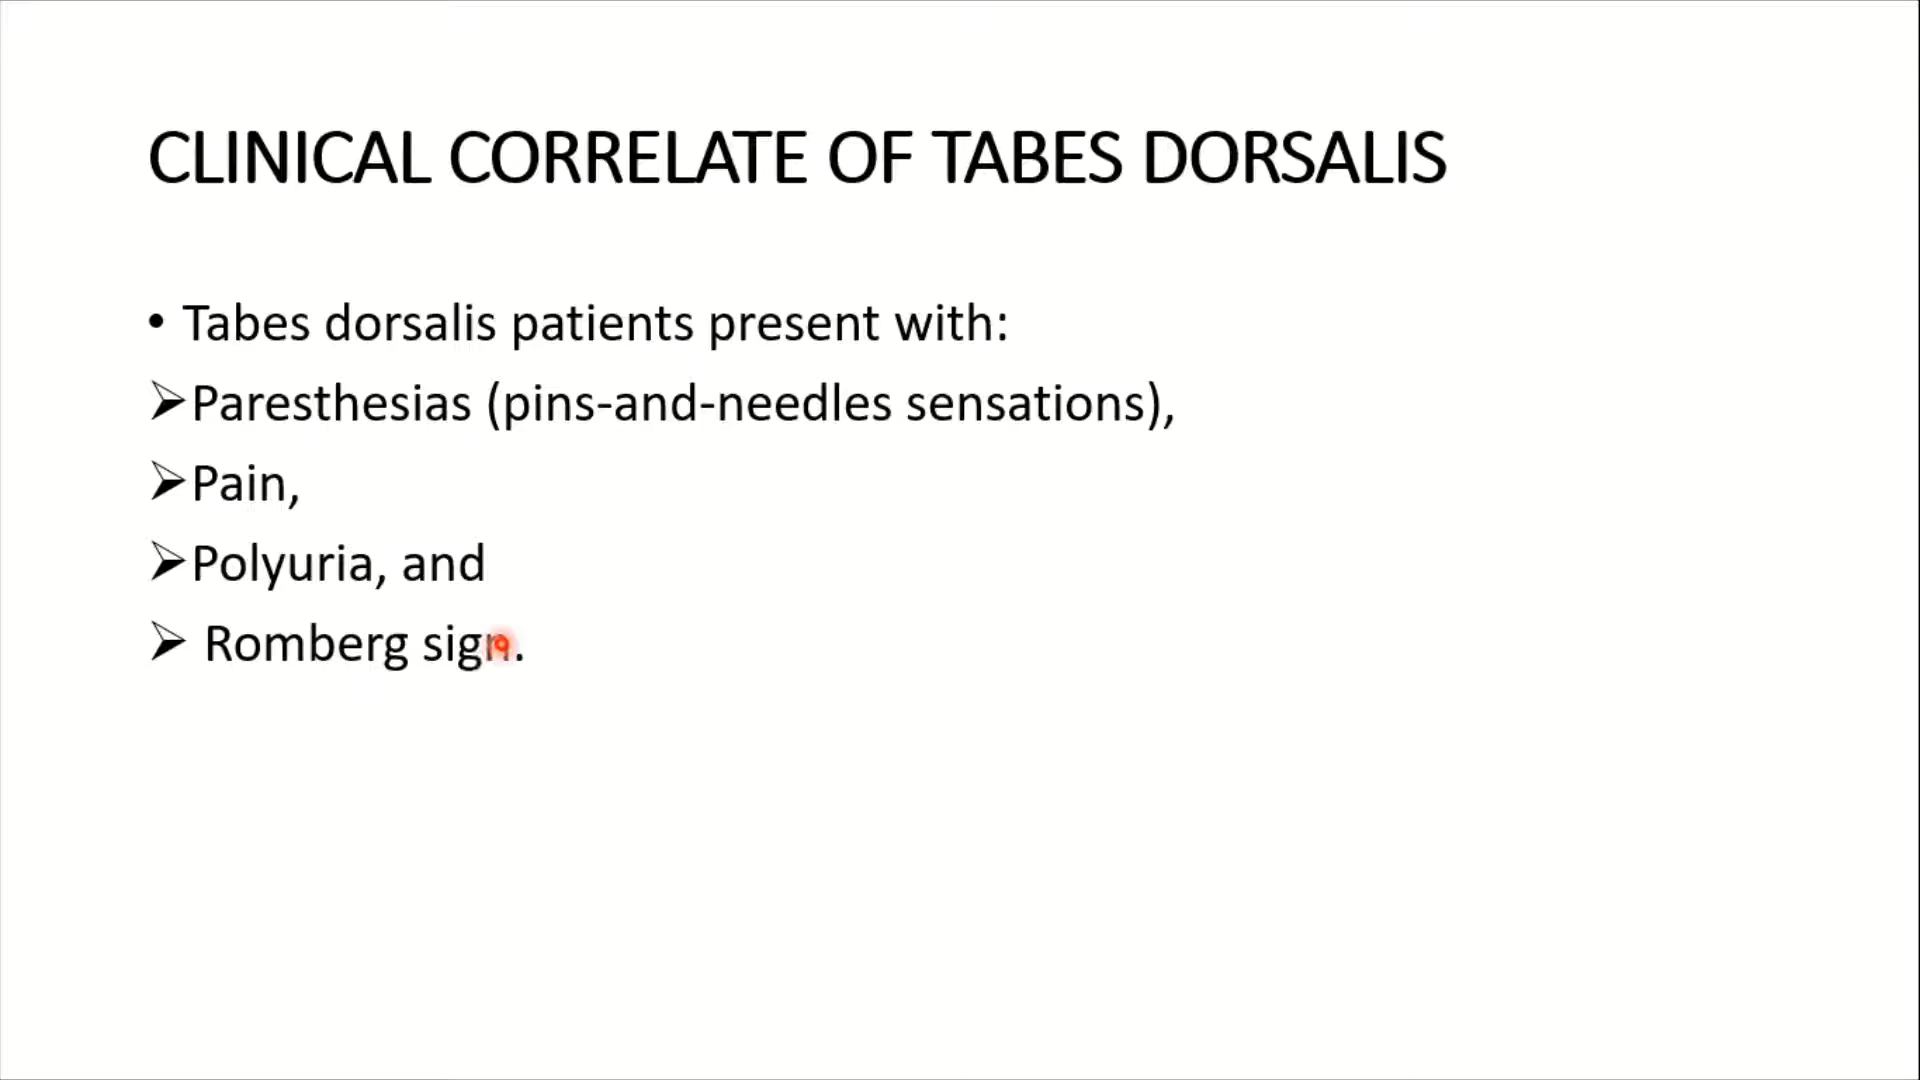 CLINICAL CORRELATE OF TABES DORSALIS
• Tabes dorsalis patients present with:
➢Paresthesias (pins-and-needles sensations),
➢Pain,
➢Polyuria, and
➢ Romberg sign.